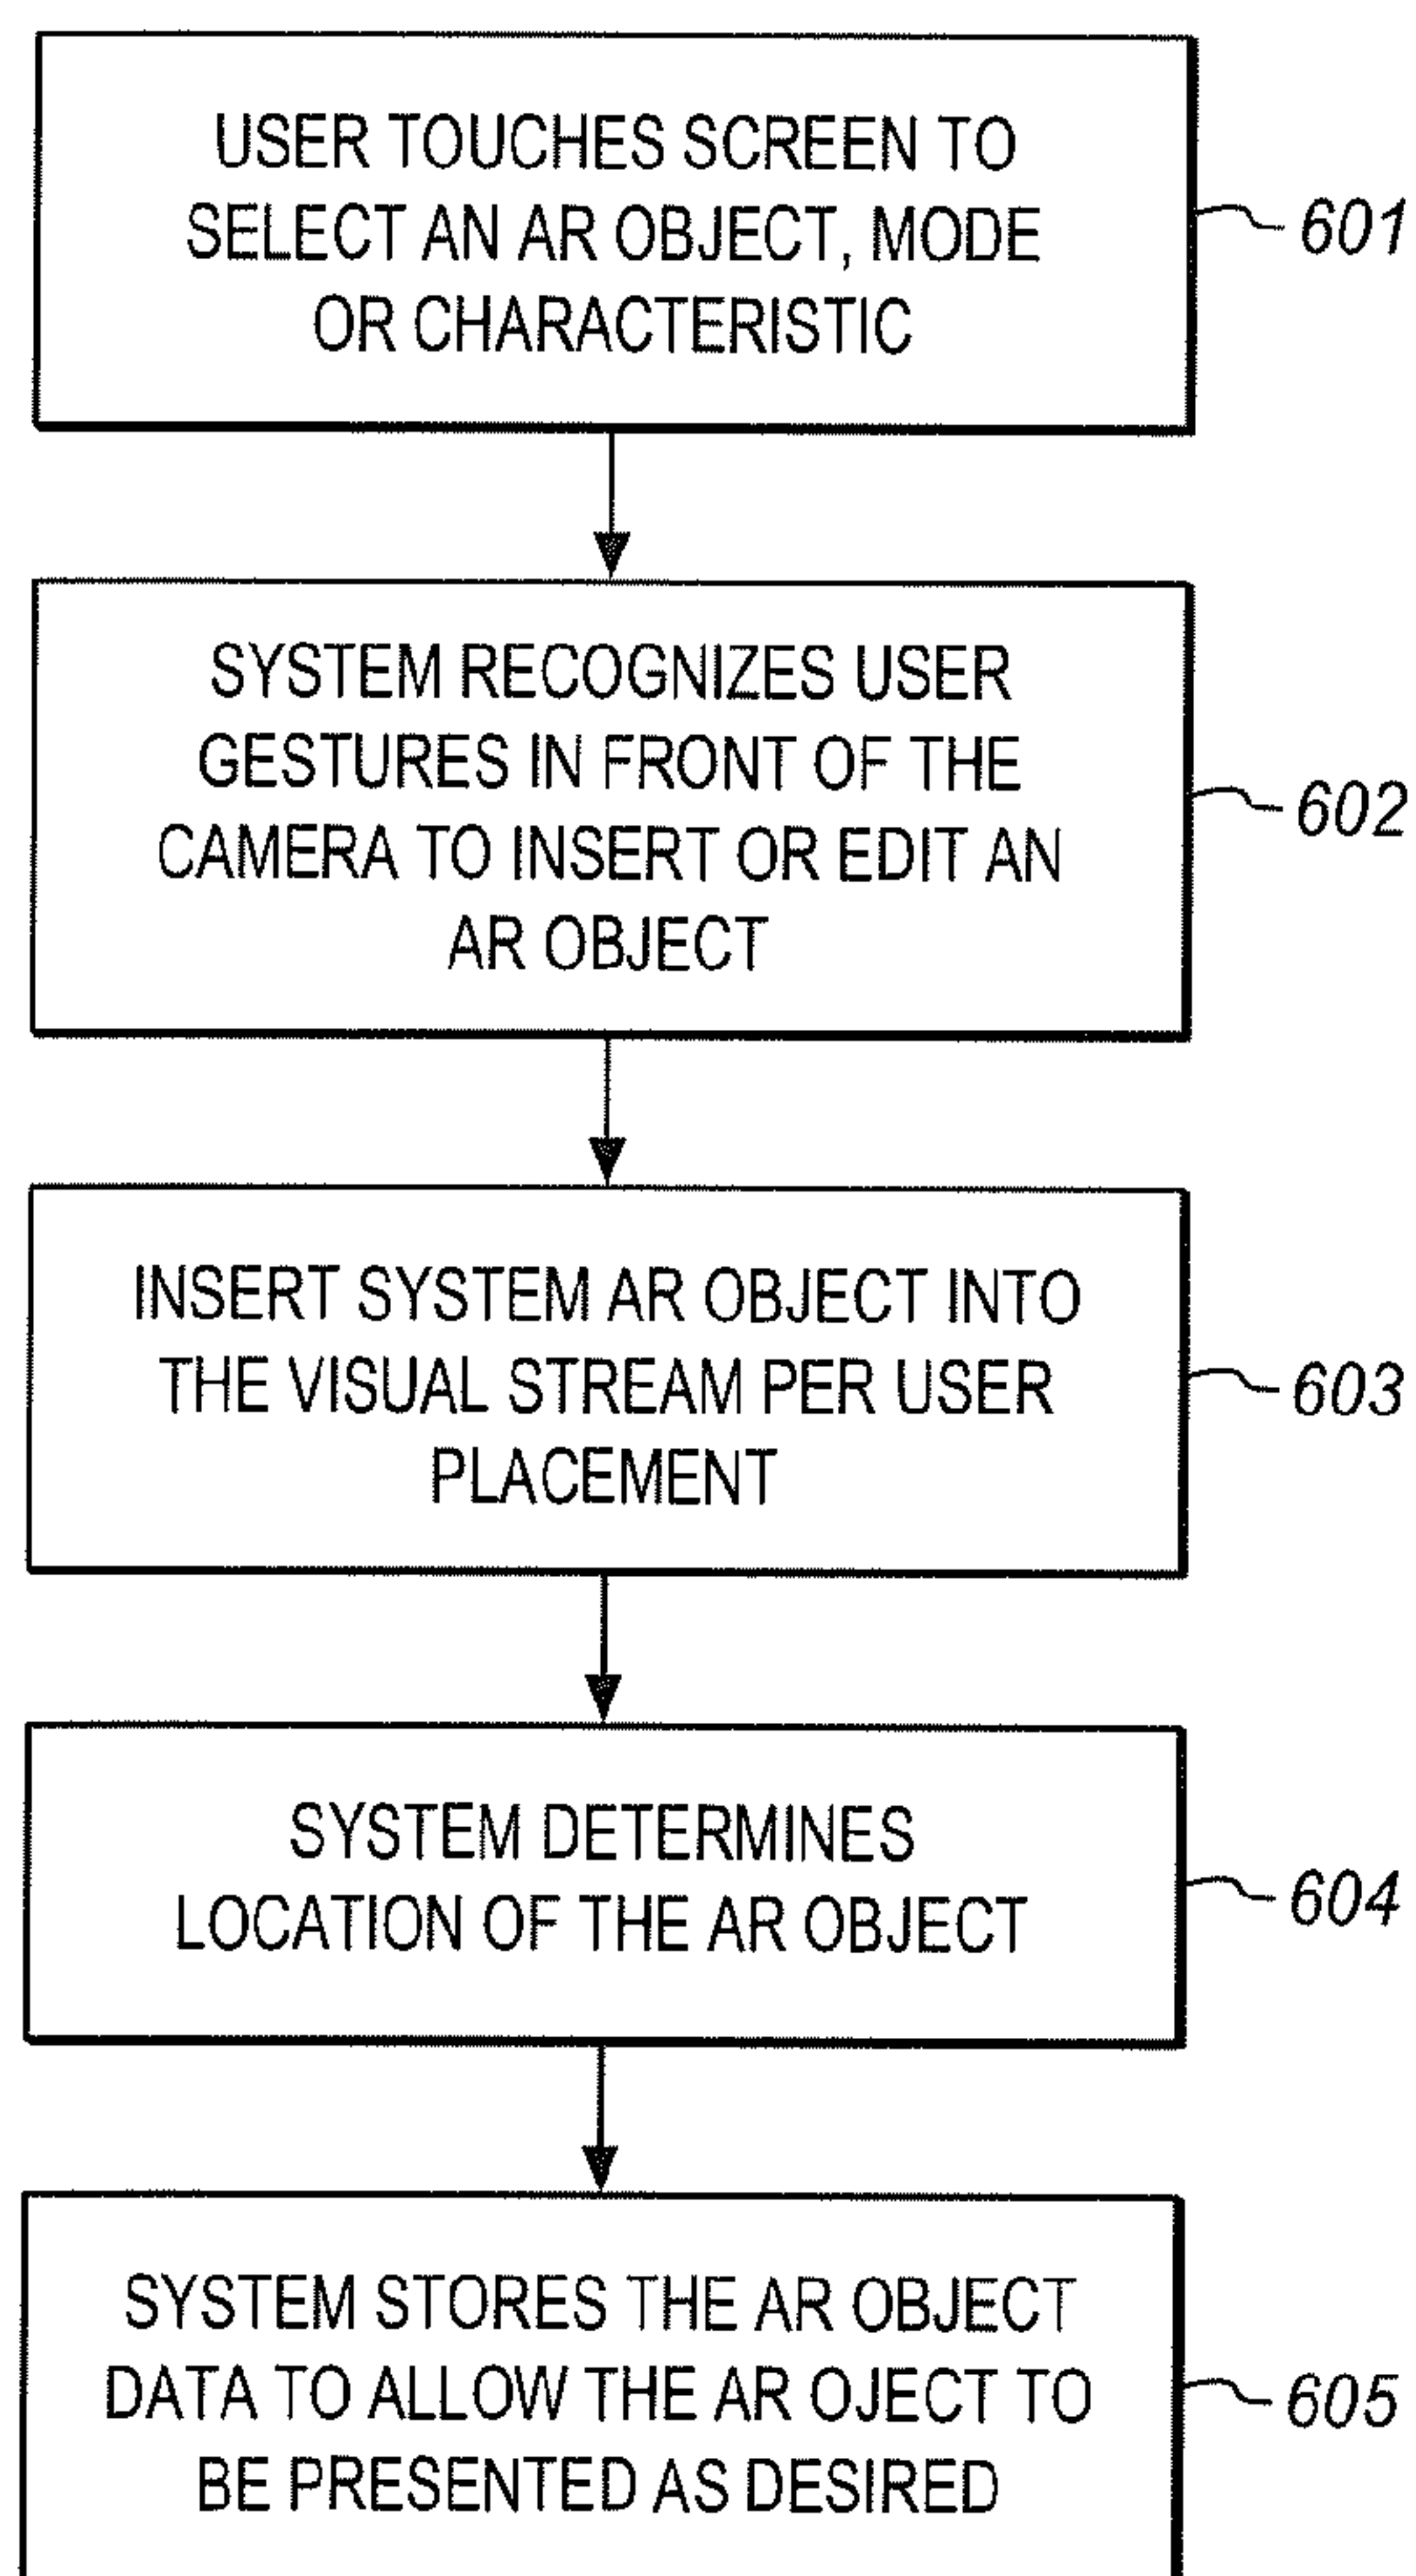 USER TOUCHES SCREEN TO
SELECT AN AR OBJECT, MODE
OR CHARACTERISTIC
601
SYSTEM RECOGNIZES USER
GESTURES IN FRONT OF THE
CAMERA TO INSERT OR EDIT AN
AR OBJECT
602
INSERT SYSTEM AR OBJECT INTO
THE VISUAL STREAM PER USER
PLACEMENT
603
SYSTEM DETERMINES
LOCATION OF THE AR OBJECT
604
SYSTEM STORES THE AR OBJECT
DATA TO ALLOW THE AR OJECT TO
BE PRESENTED AS DESIRED
605